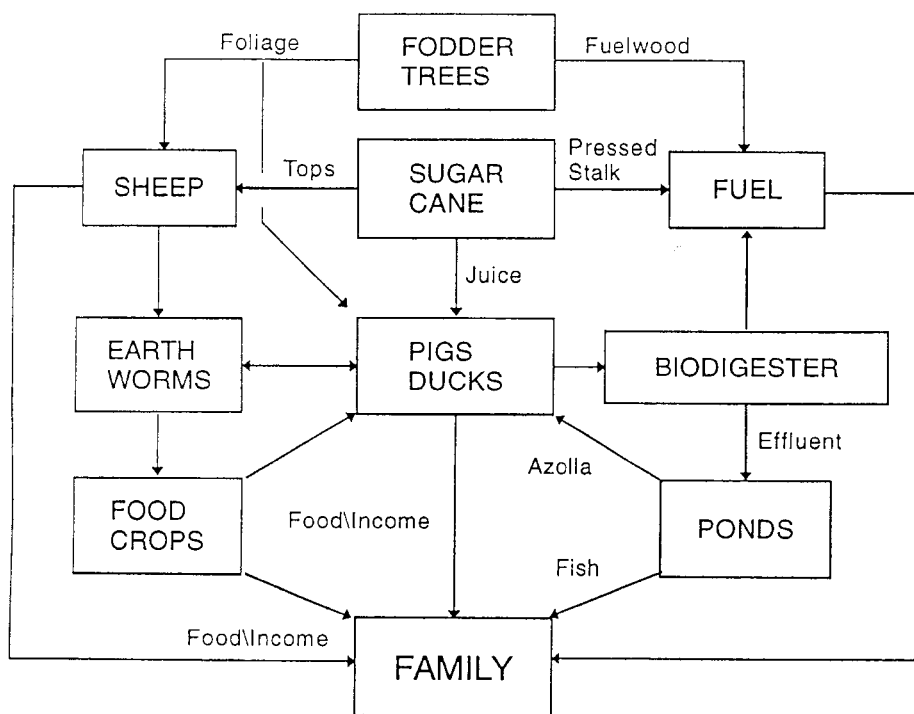 Foliage
FODDER
TREES
Fuelwood
SHEEP
Tops
SUGAR
CANE
Pressed
Stalk
FUEL
Juice
EARTH
WORMS
PIGS
DUCKS
BIODIGESTER
Effluent
Azolla
FOOD
CROPS
Food\Income
PONDS
Fish
Food\Income
FAMILY